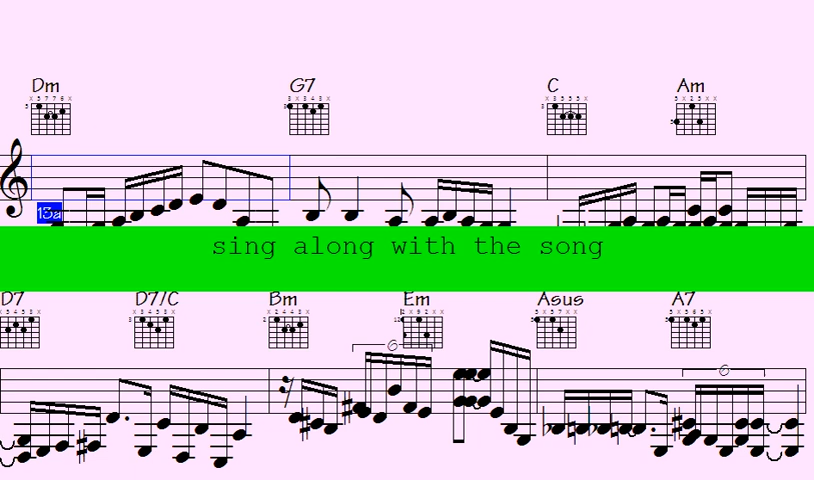 Dm G7 C Am
13a
sing along with the song
D7 D7/C Bm Em Asus A7
6 6